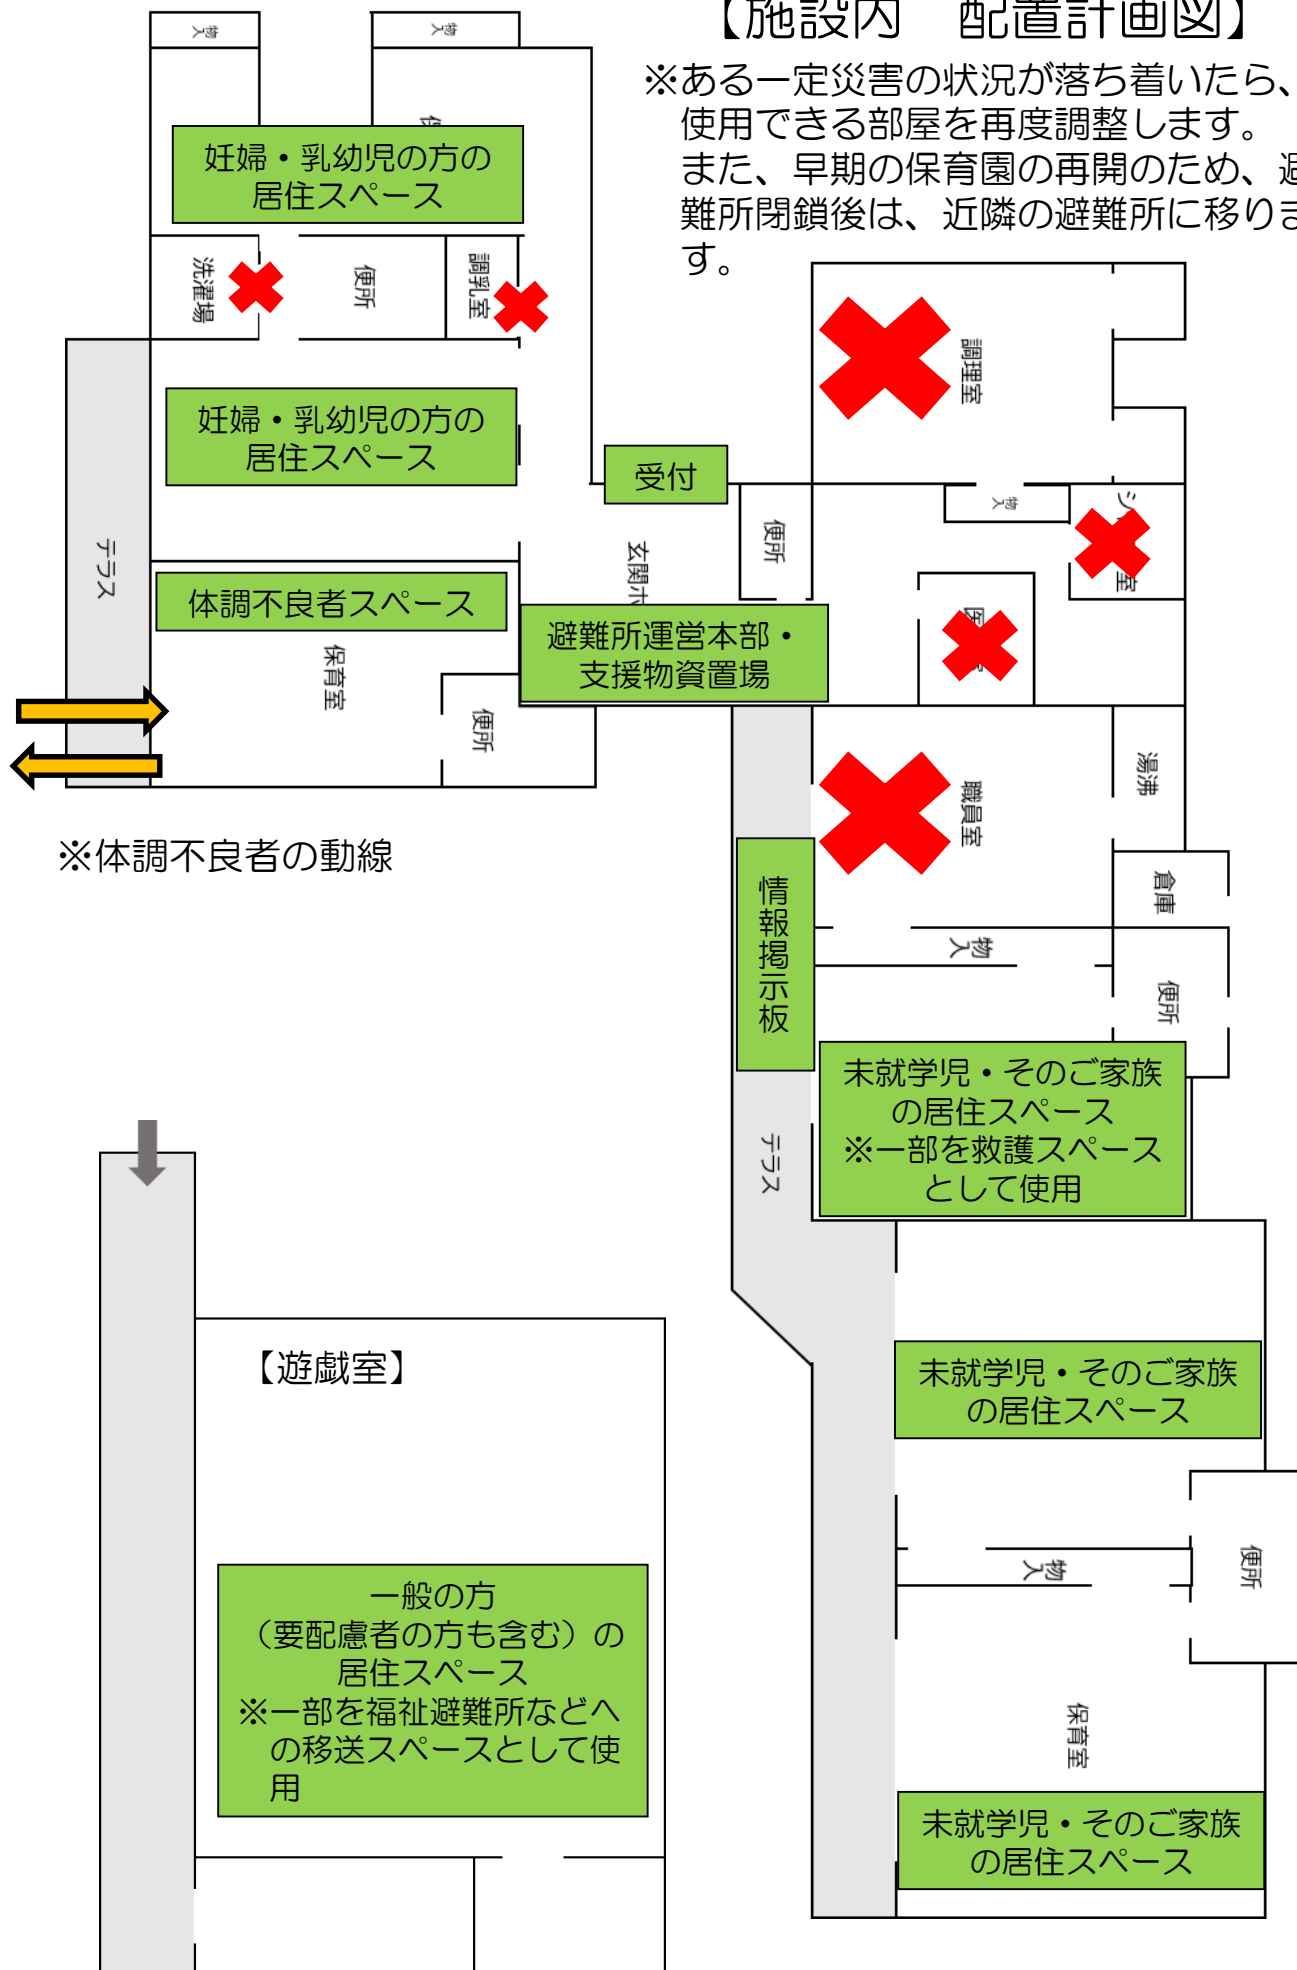 【施設内　配置計画図】
※ある一定災害の状況が落ち着いたら、
使用できる部屋を再度調整します。
また、早期の保育園の再開のため、避
難所閉鎖後は、近隣の避難所に移りま
す。
物入
物入
妊婦・乳幼児の方の
居住スペース
洗濯場
便所
調乳室
調理室
妊婦・乳幼児の方の
居住スペース
受付
物入
便所
テラス
玄関ホ
体調不良者スペース
避難所運営本部・
支援物資置場
保育室
便所
職員室
湯沸
※体調不良者の動線
倉庫
情報掲示板
物入
便所
未就学児・そのご家族
の居住スペース
※一部を救護スペース
として使用
テラス
【遊戯室】
未就学児・そのご家族
の居住スペース
物入
便所
一般の方
（要配慮者の方も含む）の
居住スペース
※一部を福祉避難所などへ
の移送スペースとして使
用
保育室
未就学児・そのご家族
の居住スペース